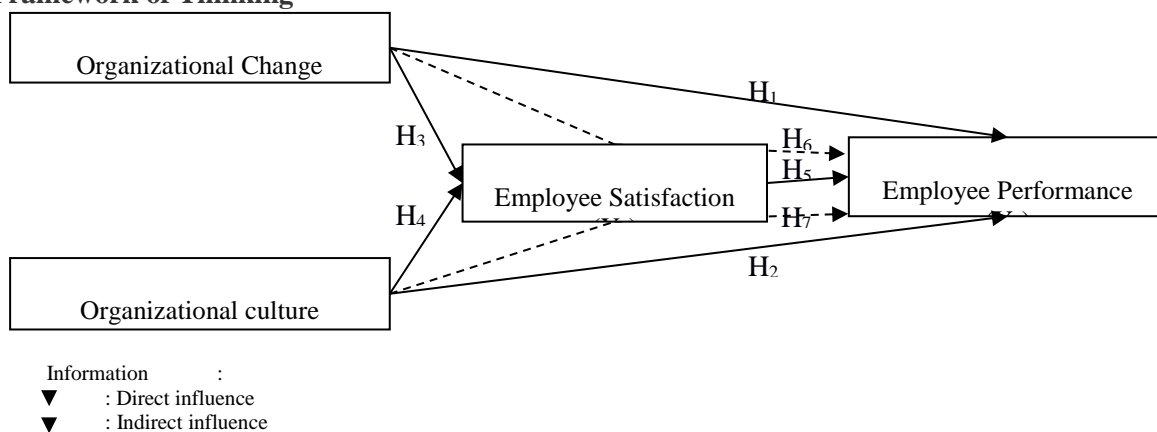 Framework of Thinking
Organizational Change
H1
H3
H6
H5
Employee Satisfaction
Employee Performance
H4
H7
H2
Organizational culture
Information :
: Direct influence
: Indirect influence